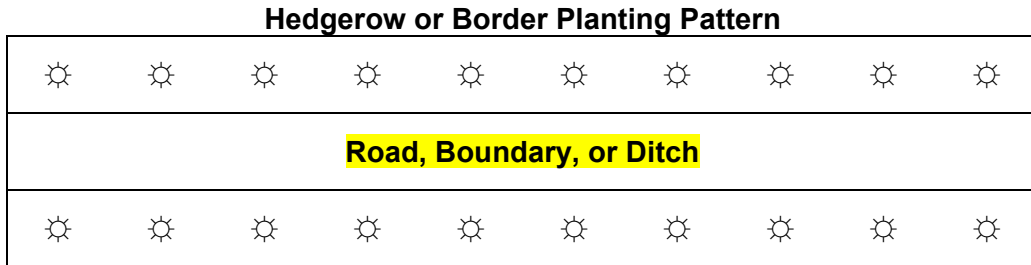 Hedgerow or Border Planting Pattern
☼ ☼ ☼ ☼ ☼ ☼ ☼ ☼ ☼ ☼
Road, Boundary, or Ditch
☼ ☼ ☼ ☼ ☼ ☼ ☼ ☼ ☼ ☼